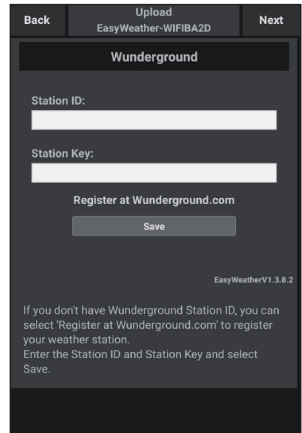 Back
Upload
EasyWeather-WIFIBA2D
Next
Wunderground
Station ID:
Station Key:
Register at Wunderground.com
Save
EasyWeatherV1.3.8.2
If you don't have Wunderground Station ID, you can
select 'Register at Wunderground.com' to register
your weather station.
Enter the Station ID and Station Key and select
Save.